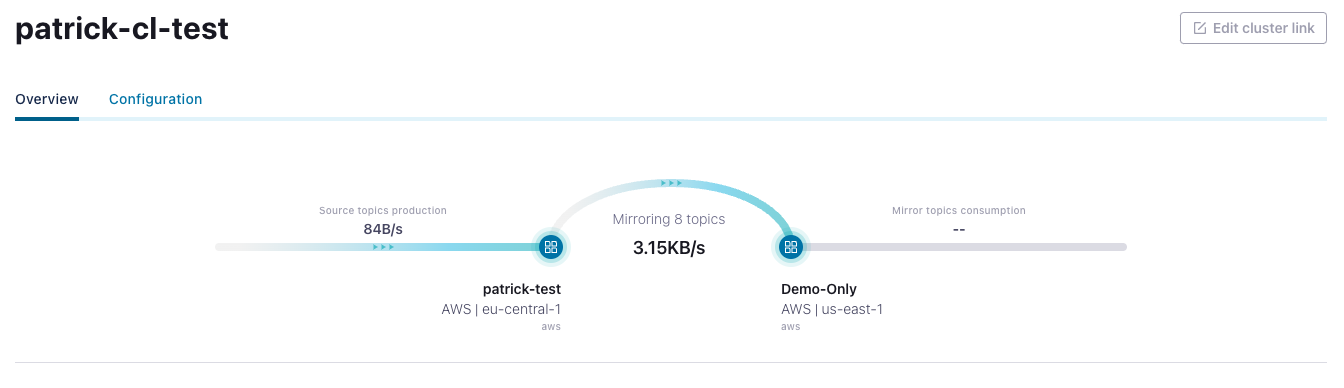 patrick-cl-test
Edit cluster link
Overview
Configuration
Source topics production
84B/s
Mirroring 8 topics
3.15KB/s
Mirror topics consumption
--
patrick-test
AWS | eu-central-1
aws
Demo-Only
AWS | us-east-1
aws